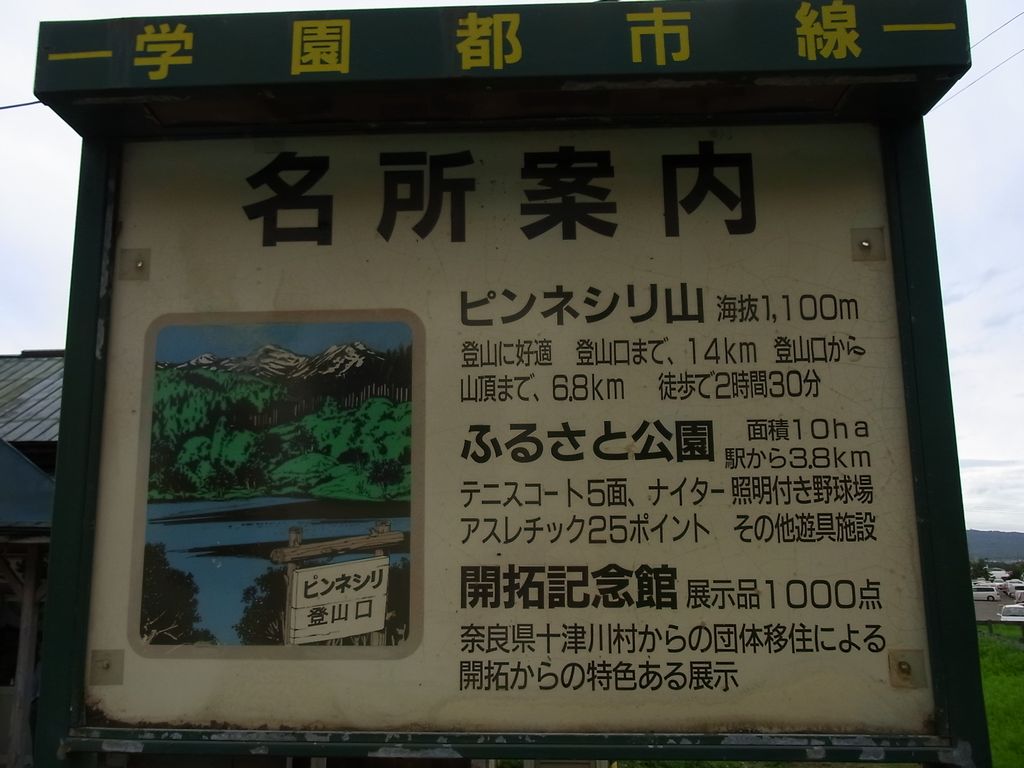 ー学園都市線ー
名所案内
ピンネシリ山 海抜1,100m
登山に好適 登山口まで、14km 登山口から
山頂まで、6.8km 徒歩で2時間30分
ふるさと公園 面積10ha
駅から3.8km
テニスコート5面、ナイター照明付き野球場
アスレチック25ポイント その他遊具施設
開拓記念館 展示品1000点
奈良県十津川村からの団体移住による
開拓からの特色ある展示
ピンネシリ
登山口